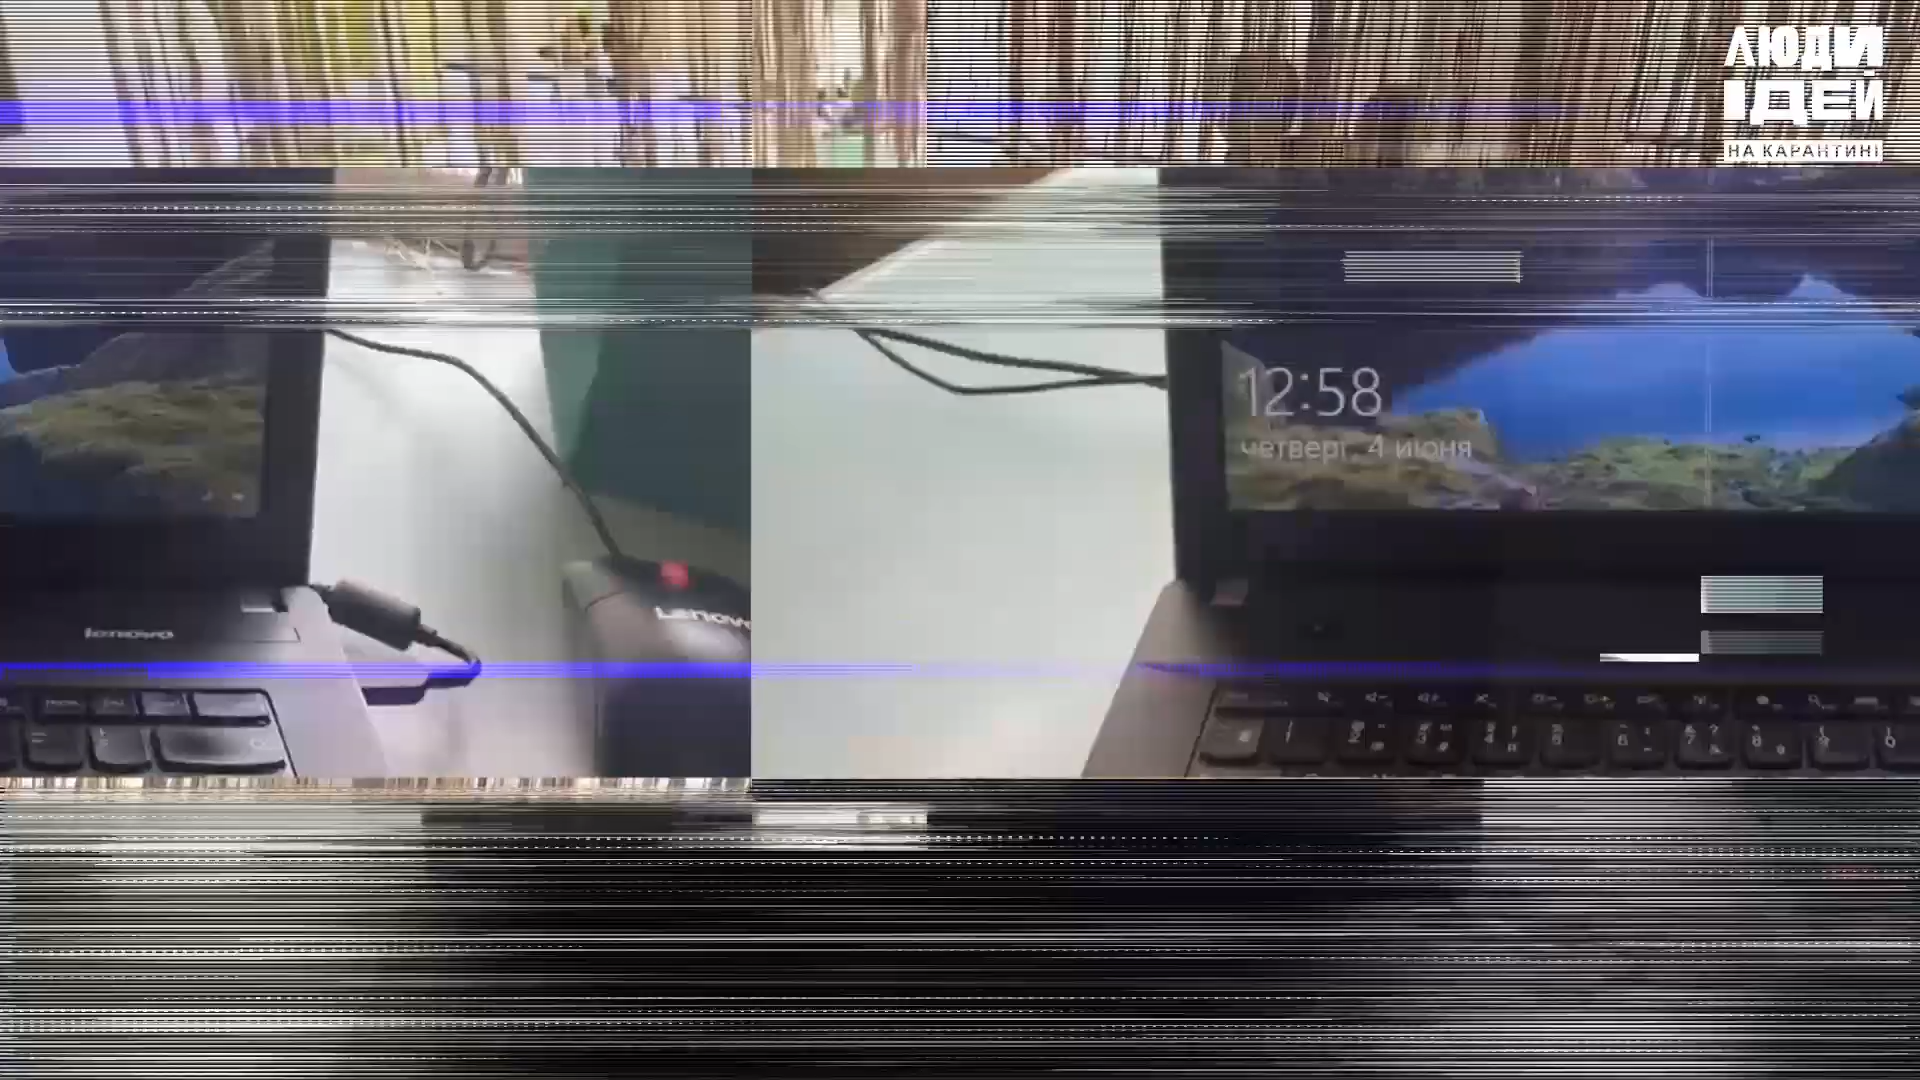 ЛЮДИ
ІДЕЙ
НА КАРАНТИНІ
12:58
четверг, 4 июня
Lenovo
lenovo